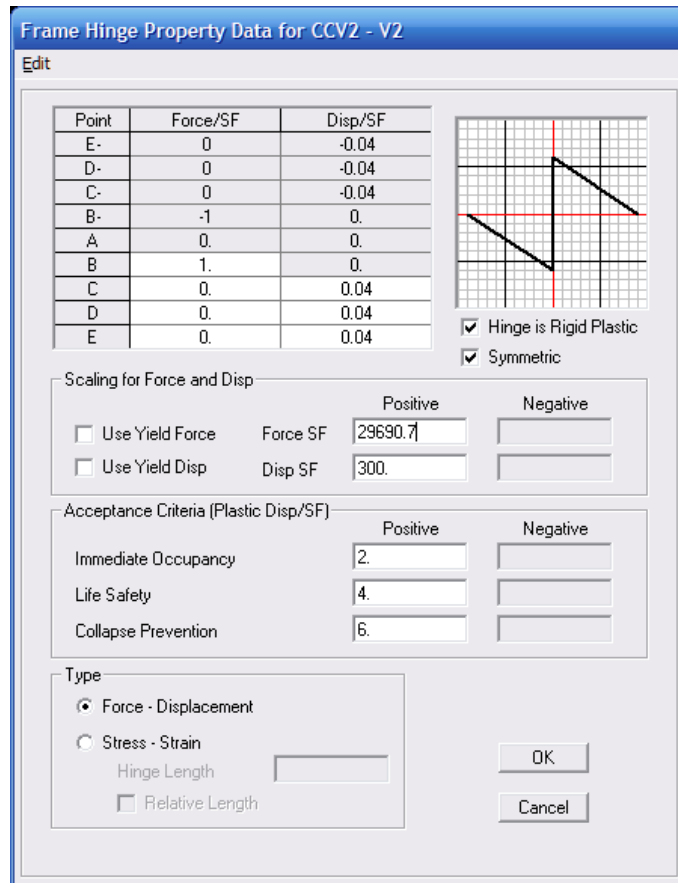 Frame Hinge Property Data for CCV2 - V2
Edit
Point Force/SF Disp/SF
E- 0 -0.04
D- 0 -0.04
C- 0 -0.04
B- -1 0.
A 0. 0.
B 1. 0.
C 0. 0.04
D 0. 0.04
E 0. 0.04
Hinge is Rigid Plastic
Symmetric
Scaling for Force and Disp
Positive Negative
Use Yield Force Force SF 29690.7
Use Yield Disp Disp SF 300.
Acceptance Criteria (Plastic Disp/SF)
Positive Negative
Immediate Occupancy 2.
Life Safety 4.
Collapse Prevention 6.
Type
Force - Displacement
Stress - Strain
Hinge Length
Relative Length
OK
Cancel